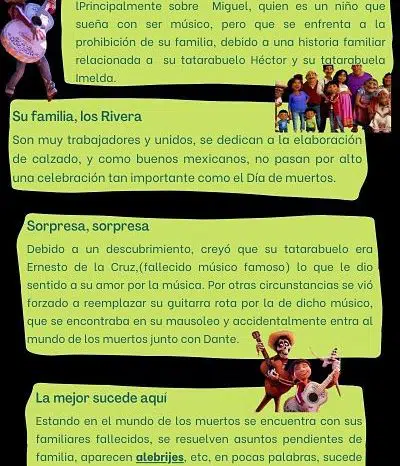 lPrincipalmente sobre Miguel, quien es un niño que
sueña con ser músico, pero que se enfrenta a la
prohibición de su familia, debido a una historia familiar
relacionada a su tatarabuelo Héctor y su tatarabuela
Imelda.
Su familia, los Rivera
Son muy trabajadores y unidos, se dedican a la elaboración
de calzado, y como buenos mexicanos, no pasan por alto
una celebración tan importante como el Día de muertos.
Sorpresa, sorpresa
Debido a un descubrimiento, creyó que su tatarabuelo era
Ernesto de la Cruz,(fallecido músico famoso) lo que le dio
sentido a su amor por la música. Por otras circunstancias se vió
forzado a reemplazar su guitarra rota por la de dicho músico,
que se encontraba en su mausoleo y accidentalmente entra al
mundo de los muertos junto con Dante.
La mejor sucede aquí
Estando en el mundo de los muertos se encuentra con sus
familiares fallecidos, se resuelven asuntos pendientes de
familia, aparecen alebrijes, etc, en pocas palabras, sucede